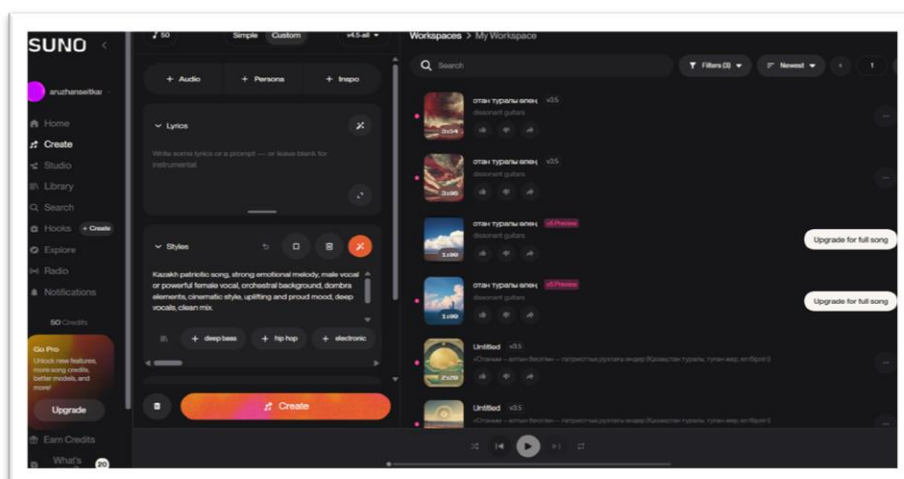 SUNO
aruzhanseitkar
Home
Create
Studio
Library
Search
Hooks + Create
Explore
Radio
Notifications
50 Credits
Go Pro
Unlock new features,
more song credits,
better models, and
more!
Upgrade
Earn Credits
What's
20
50 Simple Custom v4.5-all
+ Audio + Persona + Inspo
Lyrics
Write some lyrics or a prompt — or leave blank for
instrumental
Styles
Kazakh patriotic song, strong emotional melody, male vocal
or powerful female vocal, orchestral background, dombra
elements, cinematic style, uplifting and proud mood, deep
vocals, clean mix.
+ deep bass + hip hop + electronic
Create
Workspaces > My Workspace
Search Filters (3) Newest 1
отан туралы өлең v3.5
dissonant guitars
3:54
отан туралы өлең v3.5
dissonant guitars
3:96
отан туралы өлең v5 Preview
dissonant guitars
1:00
Upgrade for full song
отан туралы өлең v5 Preview
dissonant guitars
1:00
Upgrade for full song
Untitled v3.5
2:20
Untitled v3.5